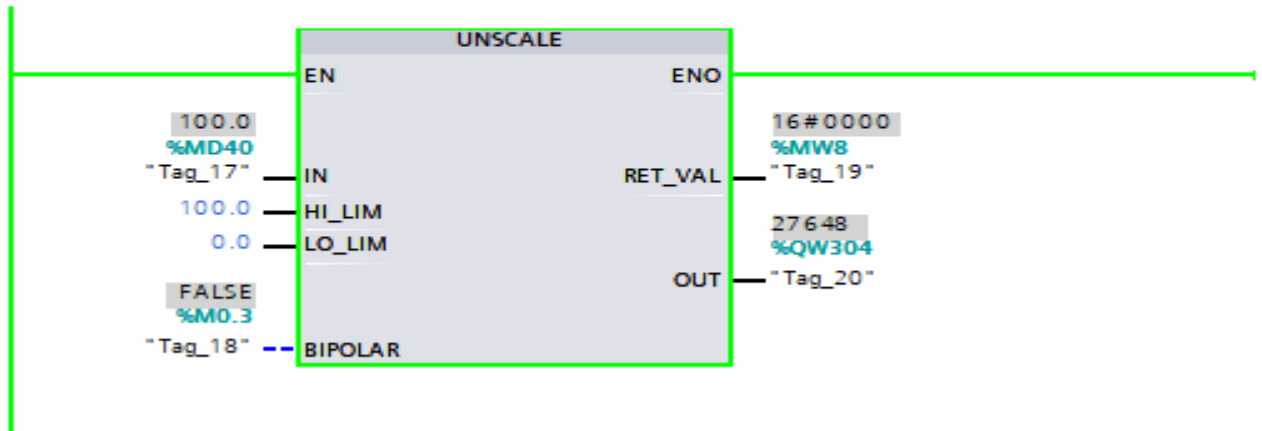 UNSCALE
EN
ENO
100.0
%MD40
"Tag_17"
IN
16#0000
%MW8
RET_VAL
"Tag_19"
100.0
HI_LIM
0.0
LO_LIM
27648
%QW304
OUT
"Tag_20"
FALSE
%M0.3
"Tag_18"
BIPOLAR